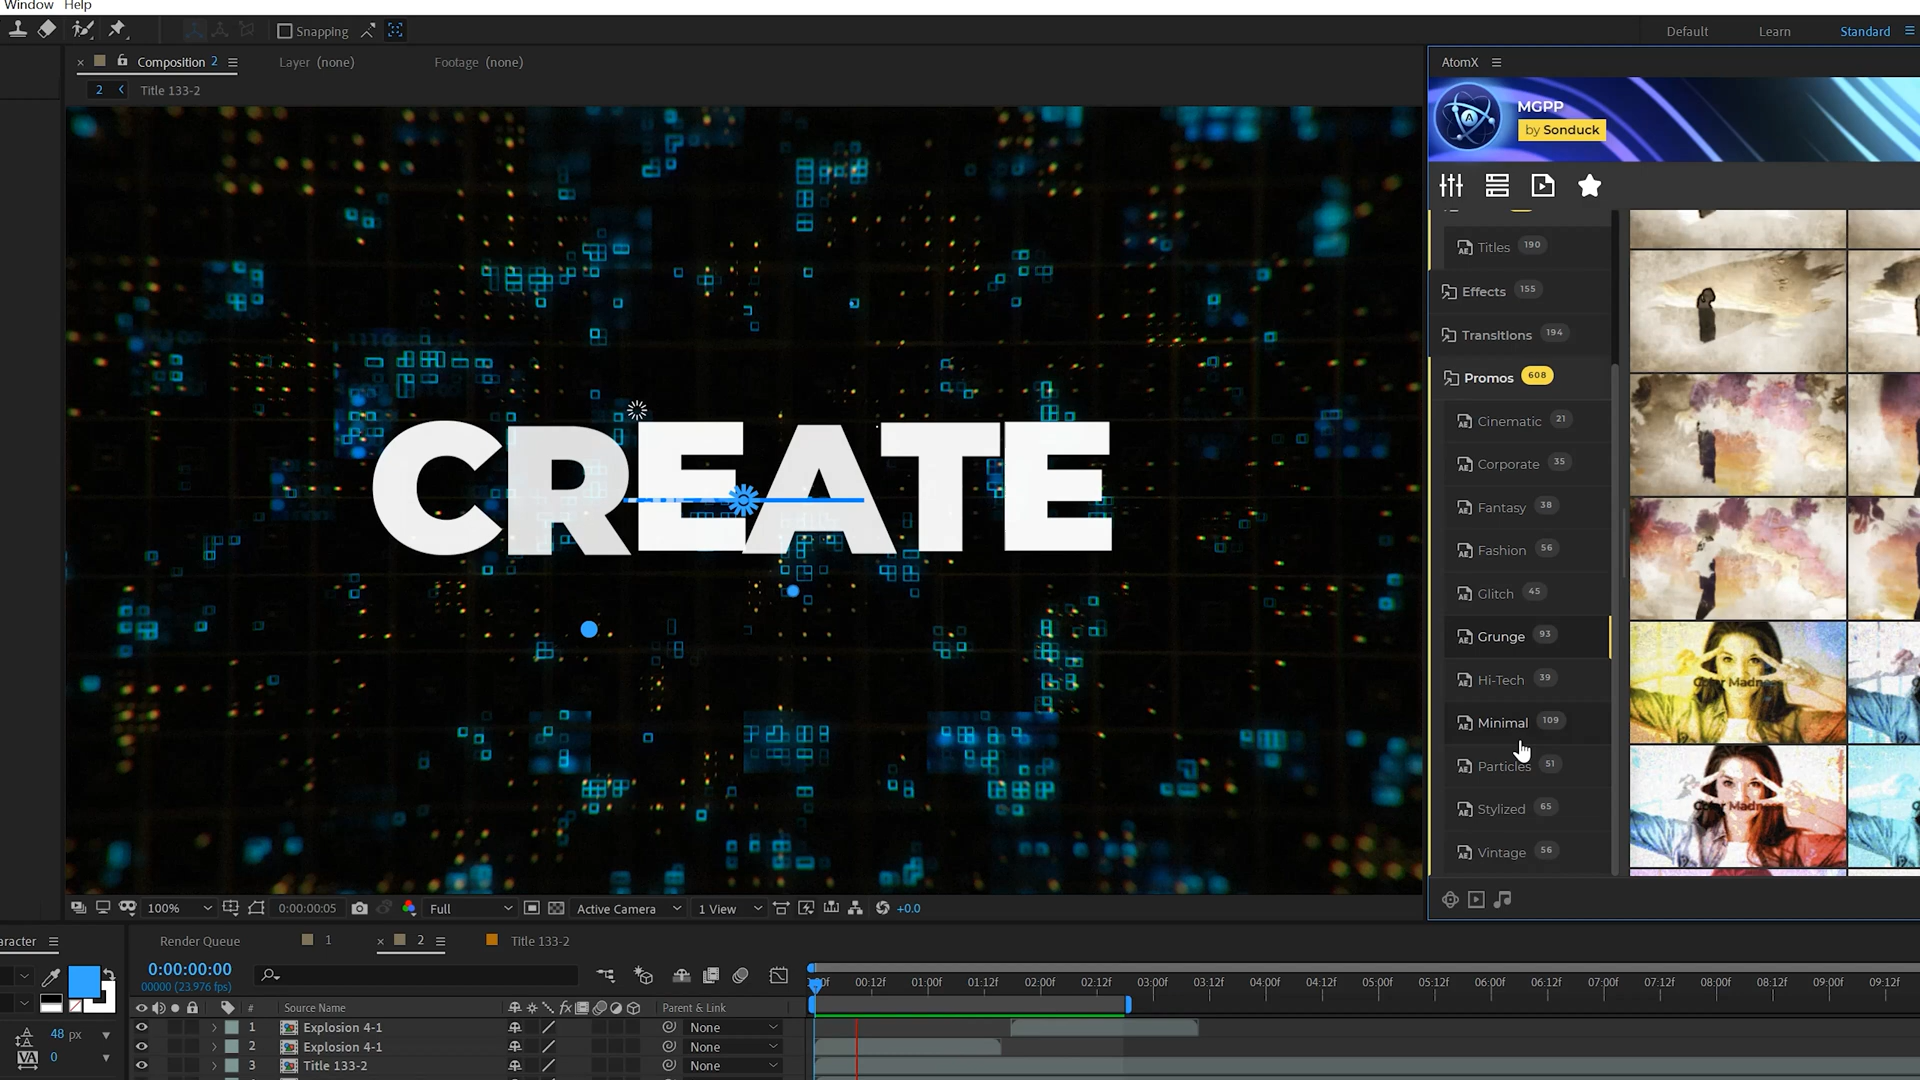 Window Help
Snapping
Default Learn Standard
Composition 2
Layer (none)
Footage (none)
AtomX
2 Title 133-2
MGPP
by Sonduck
Titles 190
Effects 155
Transitions 194
Promos 608
Cinematic 21
Corporate 35
Fantasy 38
Fashion 56
Glitch 45
Grunge 93
Hi-Tech 39
Minimal 109
Particles 51
Stylized 65
Vintage 56
CREATE
Color Madness
Color Madness
100% 0:00:00:05 Full Active Camera 1 View +0.0
aracter
Render Queue 1 2 Title 133-2
0:00:00:00
00000 (23.976 fps)
00:12f 01:00f 01:12f 02:00f 02:12f 03:00f 03:12f 04:00f 04:12f 05:00f 05:12f 06:00f 06:12f 07:00f 07:12f 08:00f 08:12f 09:00f 09:12f
# Source Name fx Parent & Link
1 Explosion 4-1 None
2 Explosion 4-1 None
3 Title 133-2 None
48 px
VA 0